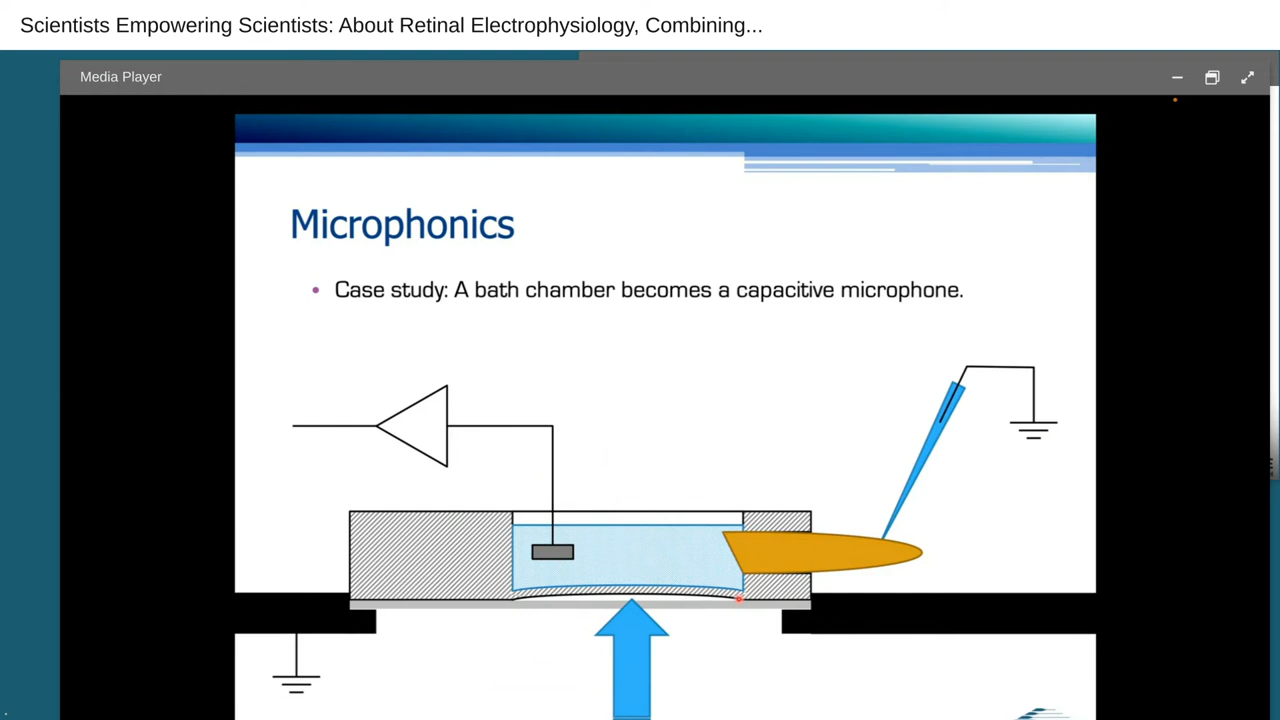 Scientists Empowering Scientists: About Retinal Electrophysiology, Combining...
Media Player
Microphonics
• Case study: A bath chamber becomes a capacitive microphone.